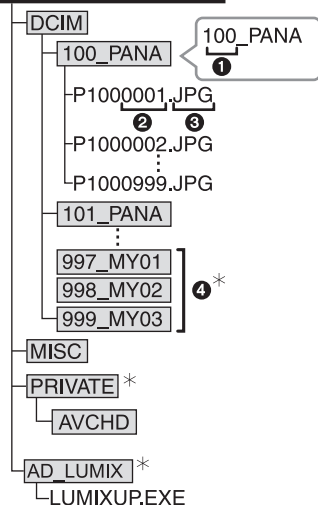 DCIM
100_PANA
100_PANA
❶
P1000001.JPG
❷ ❸
P1000002.JPG
P1000999.JPG
101_PANA
997_MY01
998_MY02
999_MY03
❹*
MISC
PRIVATE*
AVCHD
AD_LUMIX*
LUMIXUP.EXE